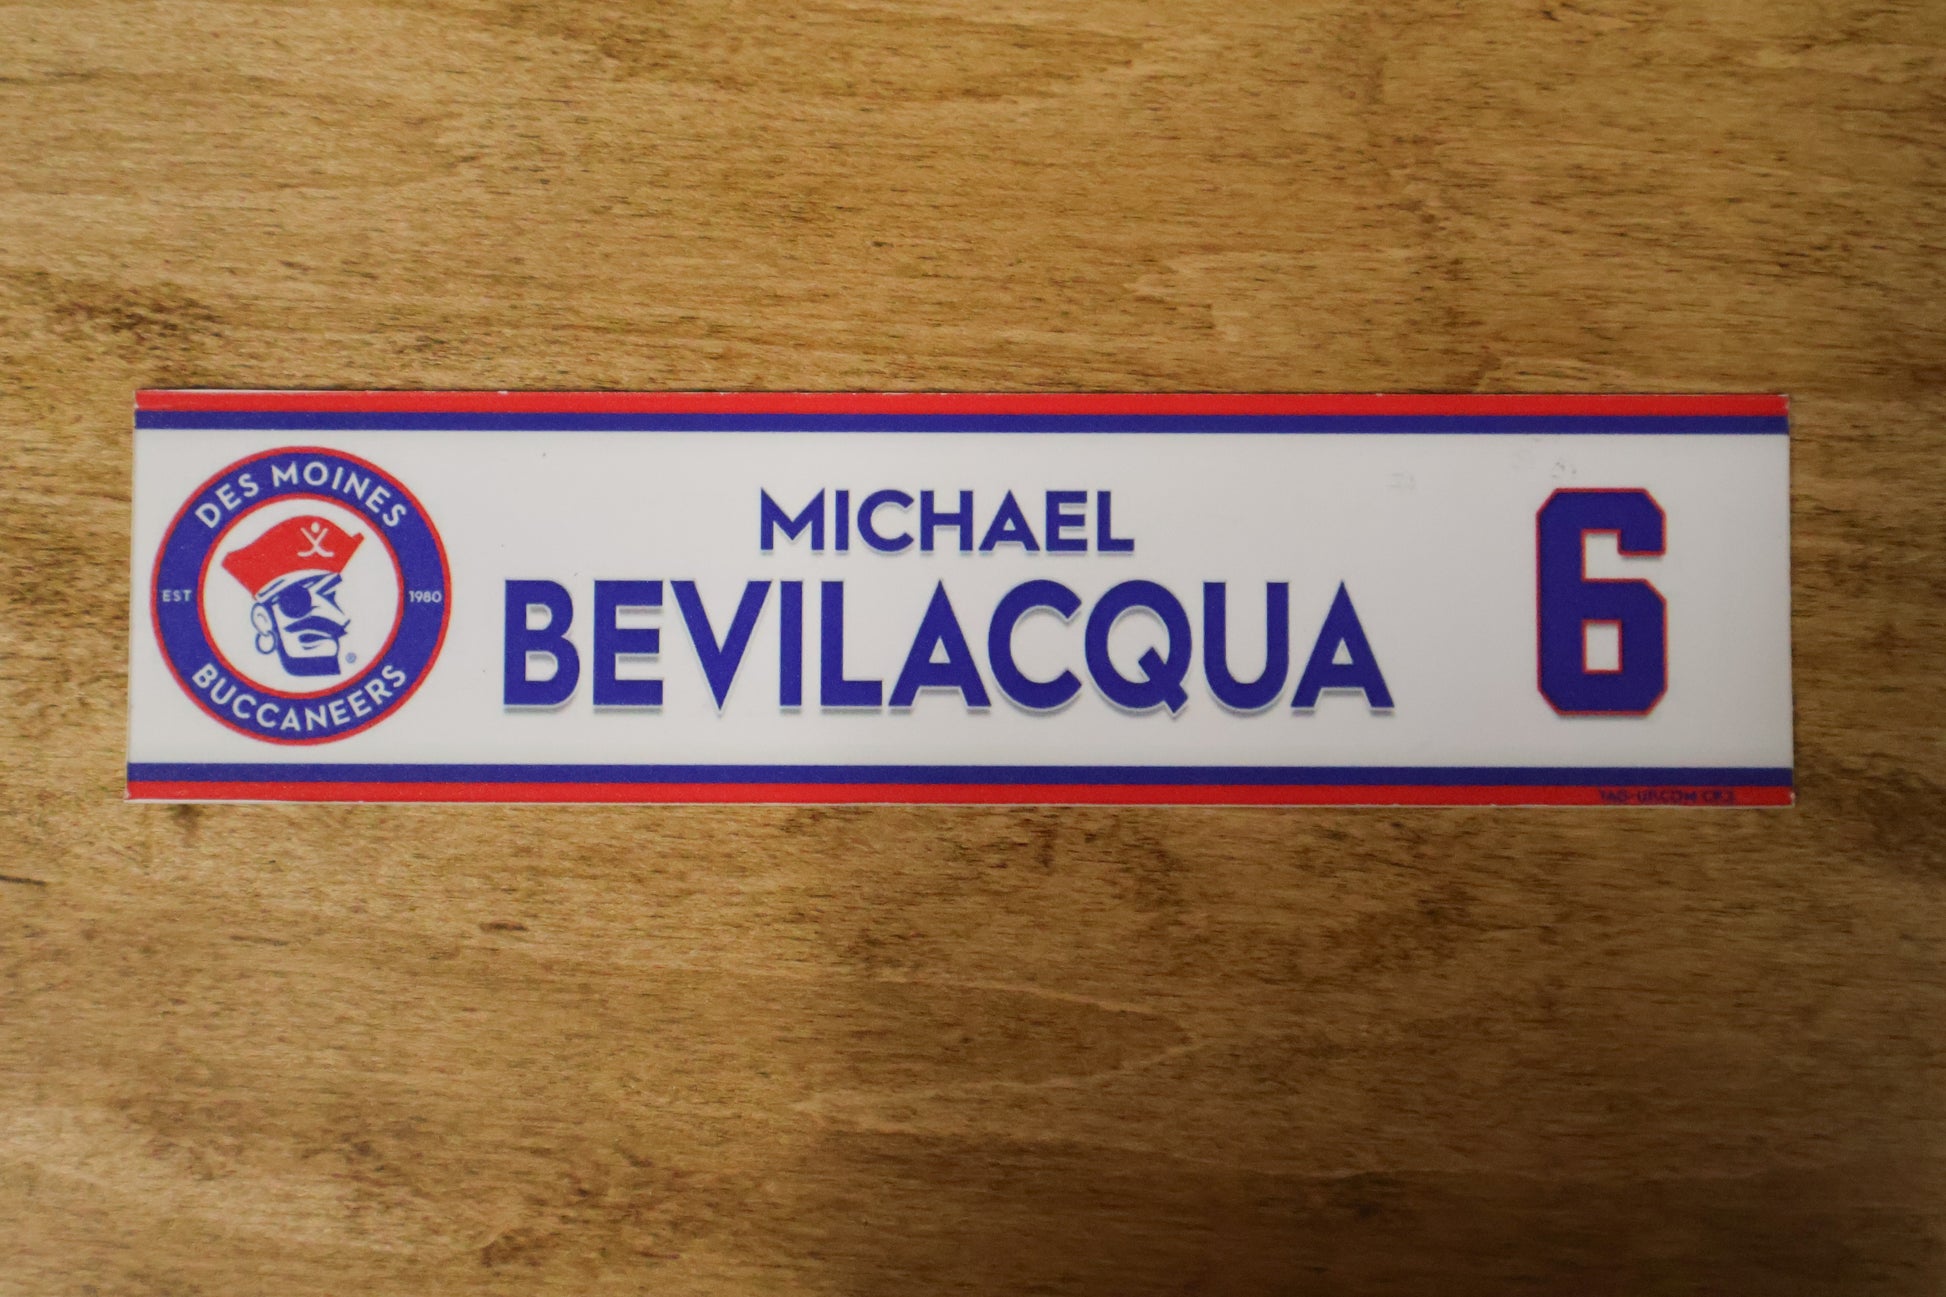 DES MOINES
EST 1980
BUCCANEERS
MICHAEL
BEVILACQUA
6